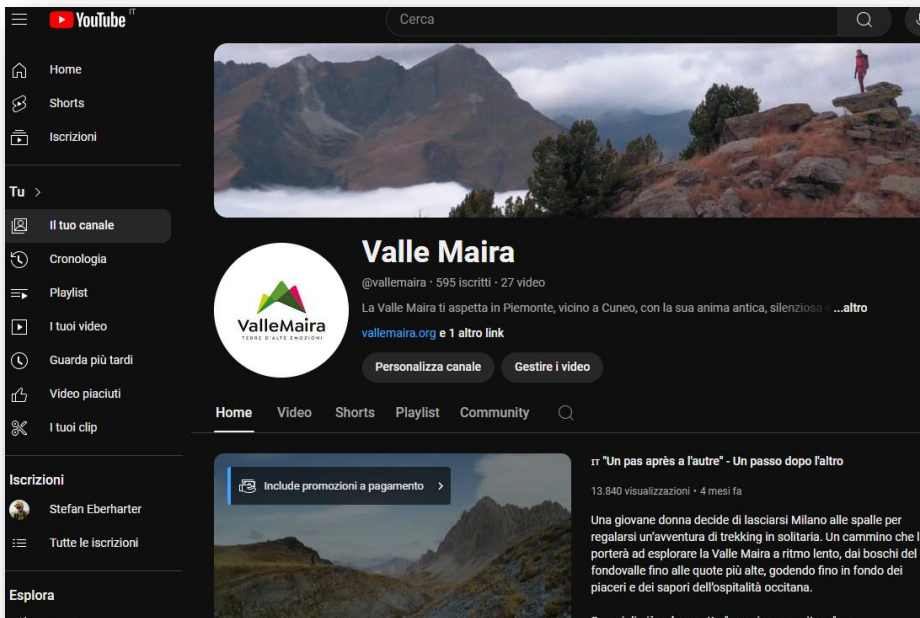 YouTube IT
Cerca
Home
Shorts
Iscrizioni
Tu >
Il tuo canale
Cronologia
Playlist
I tuoi video
Guarda più tardi
Video piaciuti
I tuoi clip
Iscrizioni
Stefan Eberharter
Tutte le iscrizioni
Esplora
ValleMaira
TERRE D'ALTE EMOZIONI
Valle Maira
@vallemaira · 595 iscritti · 27 video
La Valle Maira ti aspetta in Piemonte, vicino a Cuneo, con la sua anima antica, silenziosa ...altro
vallemaira.org e 1 altro link
Personalizza canale
Gestire i video
Home Video Shorts Playlist Community
Include promozioni a pagamento >
IT "Un pas après a l'autre" - Un passo dopo l'altro
13.840 visualizzazioni • 4 mesi fa
Una giovane donna decide di lasciarsi Milano alle spalle per
regalarsi un'avventura di trekking in solitaria. Un cammino che l
porterà ad esplorare la Valle Maira a ritmo lento, dai boschi del
fondovalle fino alle quote più alte, godendo fino in fondo dei
piaceri e dei sapori dell'ospitalità occitana.